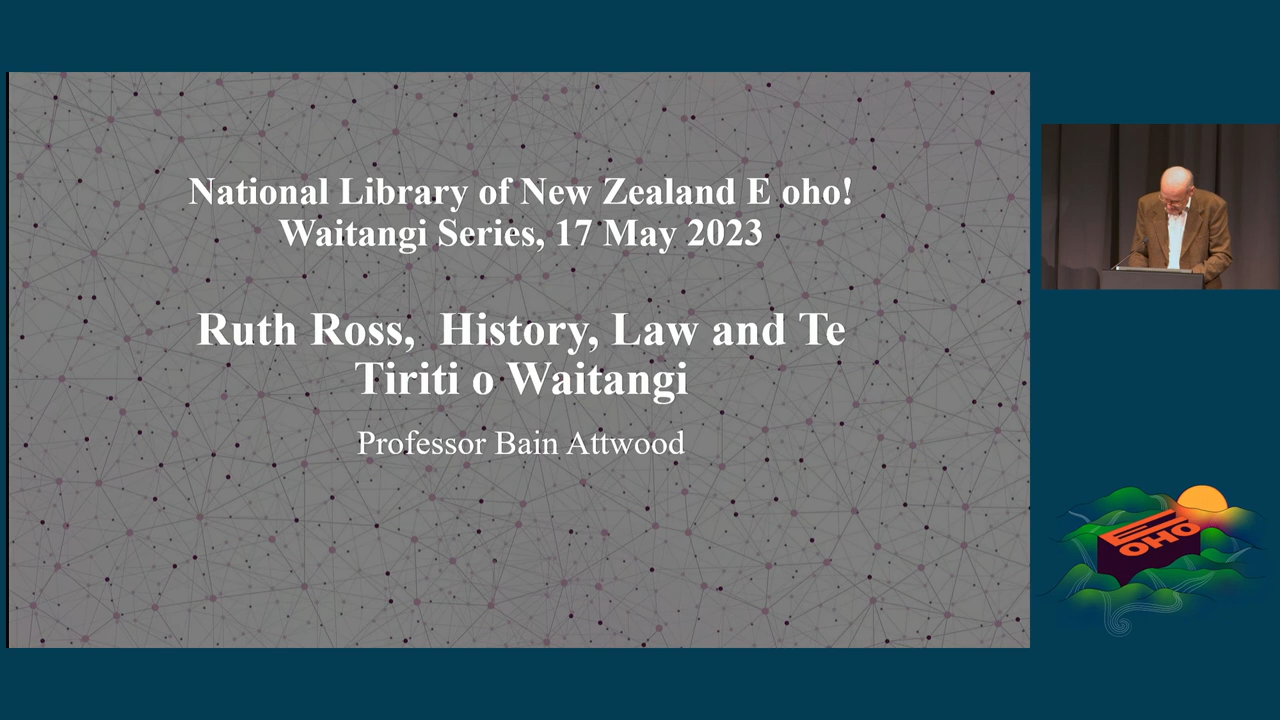 National Library of New Zealand E oho!
Waitangi Series, 17 May 2023
Ruth Ross,  History, Law and Te
Tiriti o Waitangi
Professor Bain Attwood
E
OHO